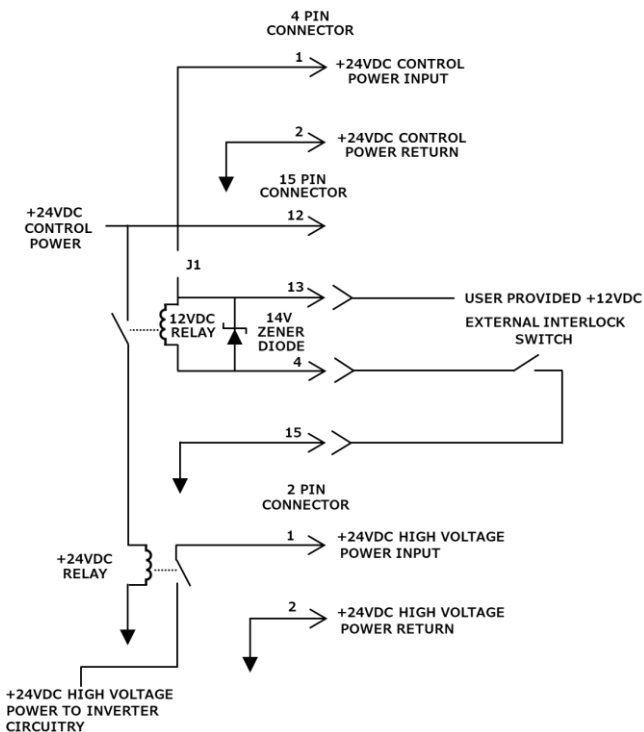 4 PIN
CONNECTOR
1
+24VDC CONTROL
POWER INPUT
2
+24VDC CONTROL
POWER RETURN
15 PIN
CONNECTOR
+24VDC
CONTROL
POWER
12
J1
13
USER PROVIDED +12VDC
12VDC
RELAY
14V
ZENER
DIODE
EXTERNAL INTERLOCK
SWITCH
4
15
2 PIN
CONNECTOR
1
+24VDC HIGH VOLTAGE
POWER INPUT
+24VDC
RELAY
2
+24VDC HIGH VOLTAGE
POWER RETURN
+24VDC HIGH VOLTAGE
POWER TO INVERTER
CIRCUITRY